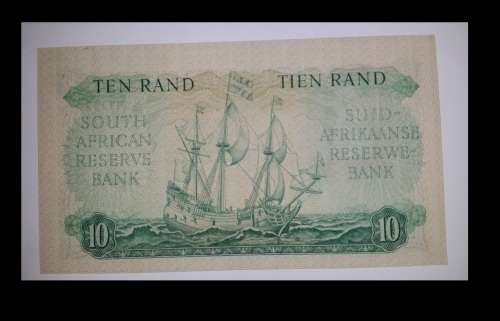 TEN RAND
TIEN RAND
SOUTH
AFRICAN
RESERVE
BANK
SUID-
AFRIKAANSE
RESERWE-
BANK
10
10